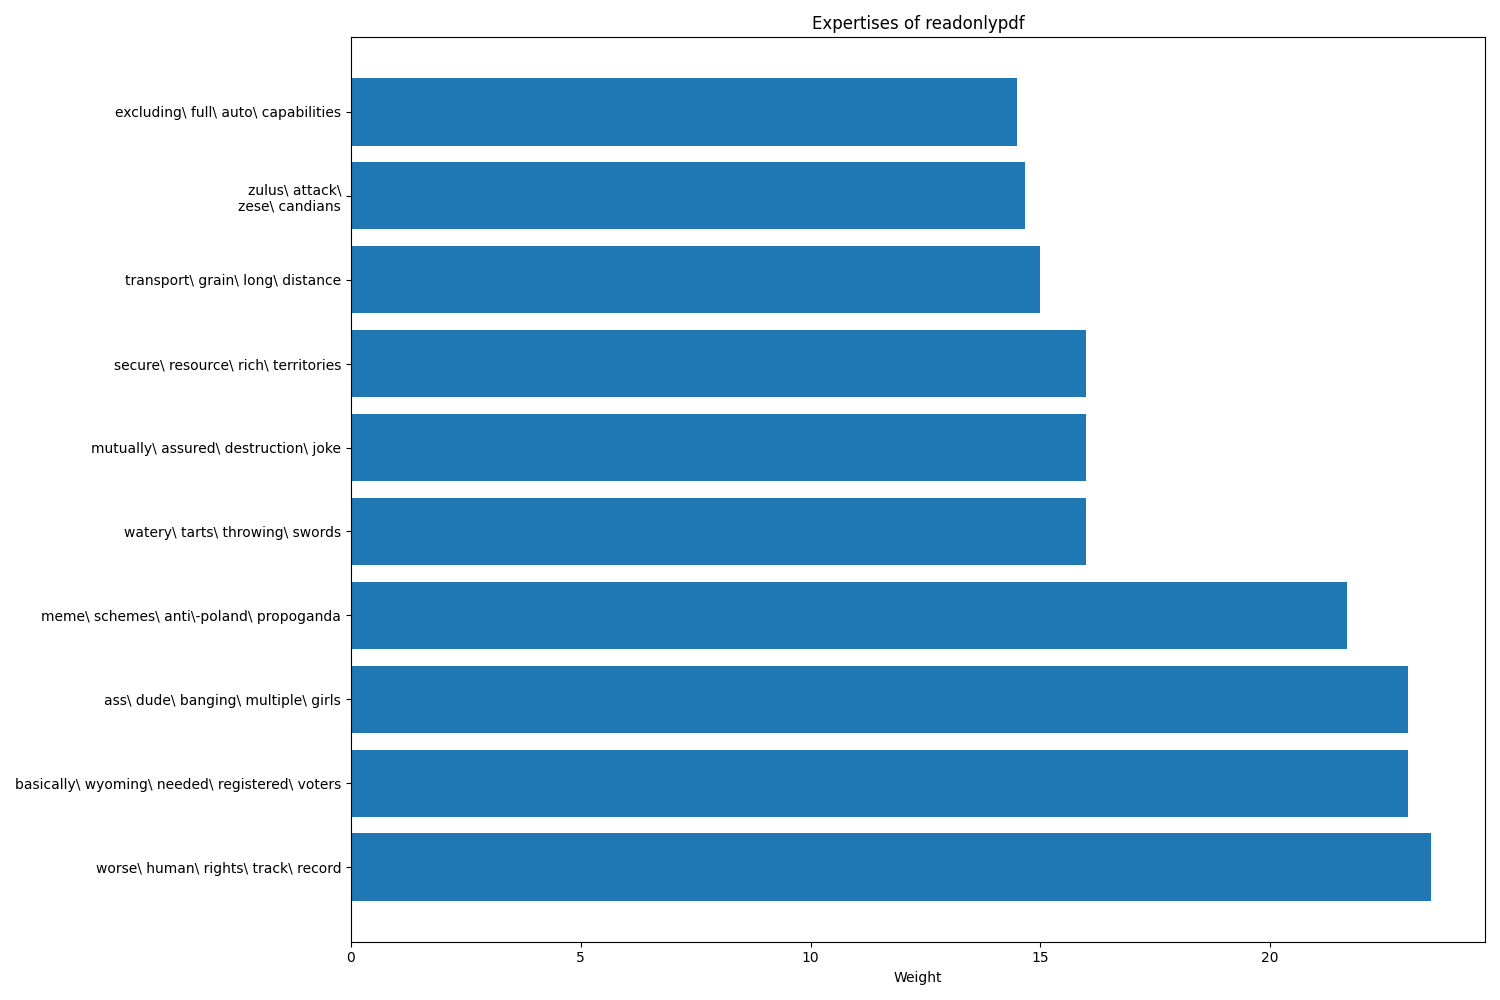 Expertises of readonlypdf
excluding\ full\ auto\ capabilities
zulus\ attack\
zese\ candians
transport\ grain\ long\ distance
secure\ resource\ rich\ territories
mutually\ assured\ destruction\ joke
watery\ tarts\ throwing\ swords
meme\ schemes\ anti\-poland\ propoganda
ass\ dude\ banging\ multiple\ girls
basically\ wyoming\ needed\ registered\ voters
worse\ human\ rights\ track\ record
0 5 10 15 20
Weight